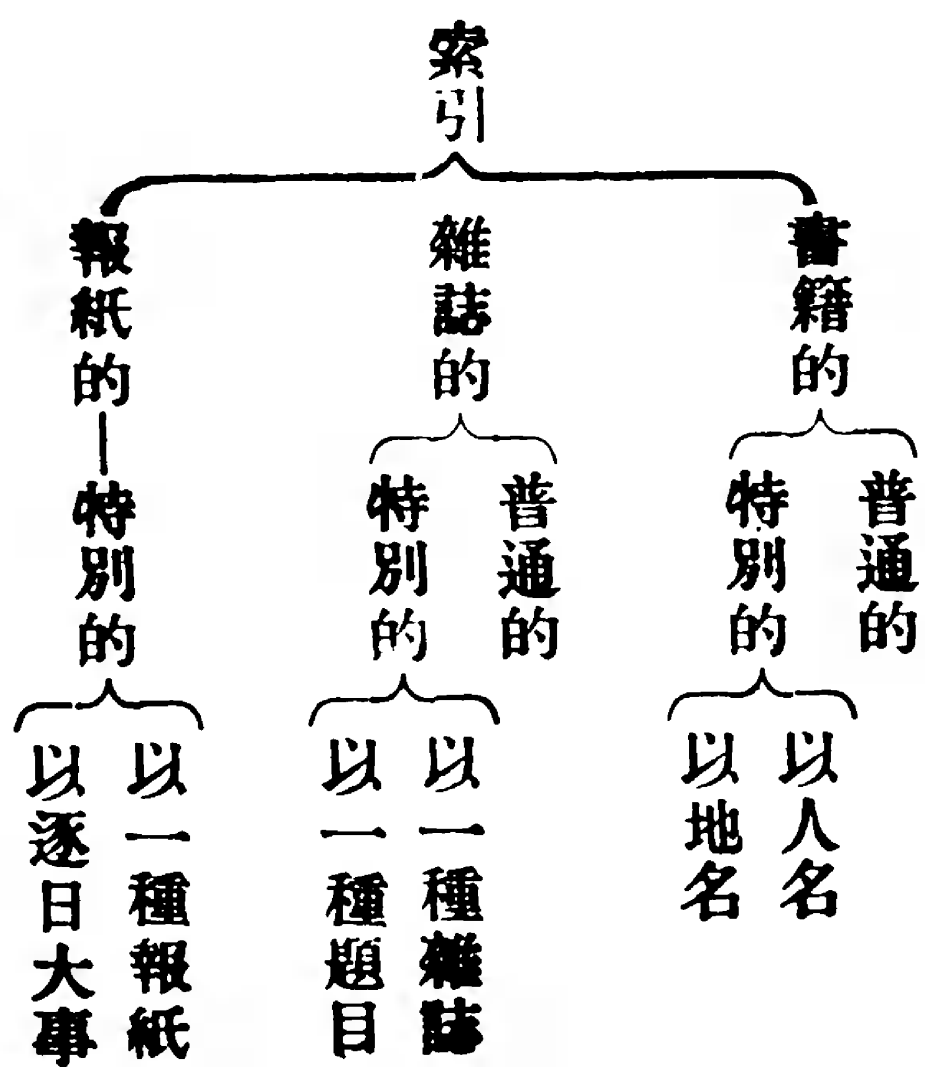 索引
書籍的
普通的
特別的
以人名
以地名
雜誌的
普通的
特別的
以一種雜誌
以一種題目
報紙的
特別的
以一種報紙
以逐日大事